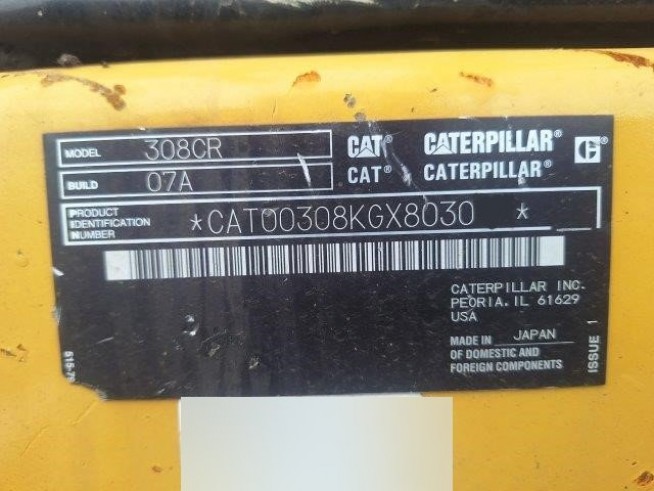 MODEL 308CR CAT CATERPILLAR®
BUILD 07A CAT® CATERPILLAR®
PRODUCT
IDENTIFICATION
NUMBER
*CAT00308KGX8030 *
CATERPILLAR INC.
PEORIA. IL 61629
USA
MADE IN JAPAN
OF DOMESTIC AND
FOREIGN COMPONENTS
ISSUE 1